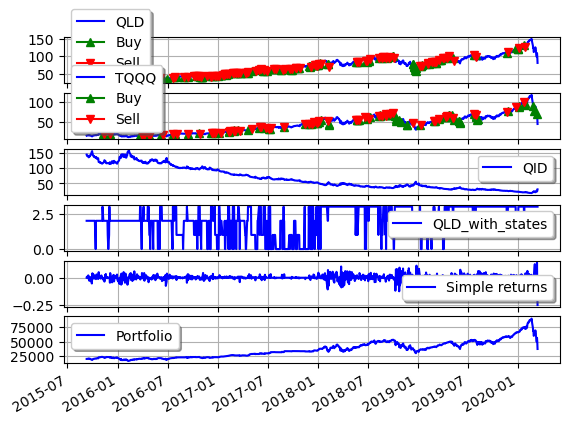 QLD
Buy
Sell
150
100
50
TQQQ
Buy
Sell
100
50
150
100
50
QID
2.5
0.0
QLD_with_states
0.00
−0.25
Simple returns
75000
50000
25000
Portfolio
2015-07
2016-01
2016-07
2017-01
2017-07
2018-01
2018-07
2019-01
2019-07
2020-01